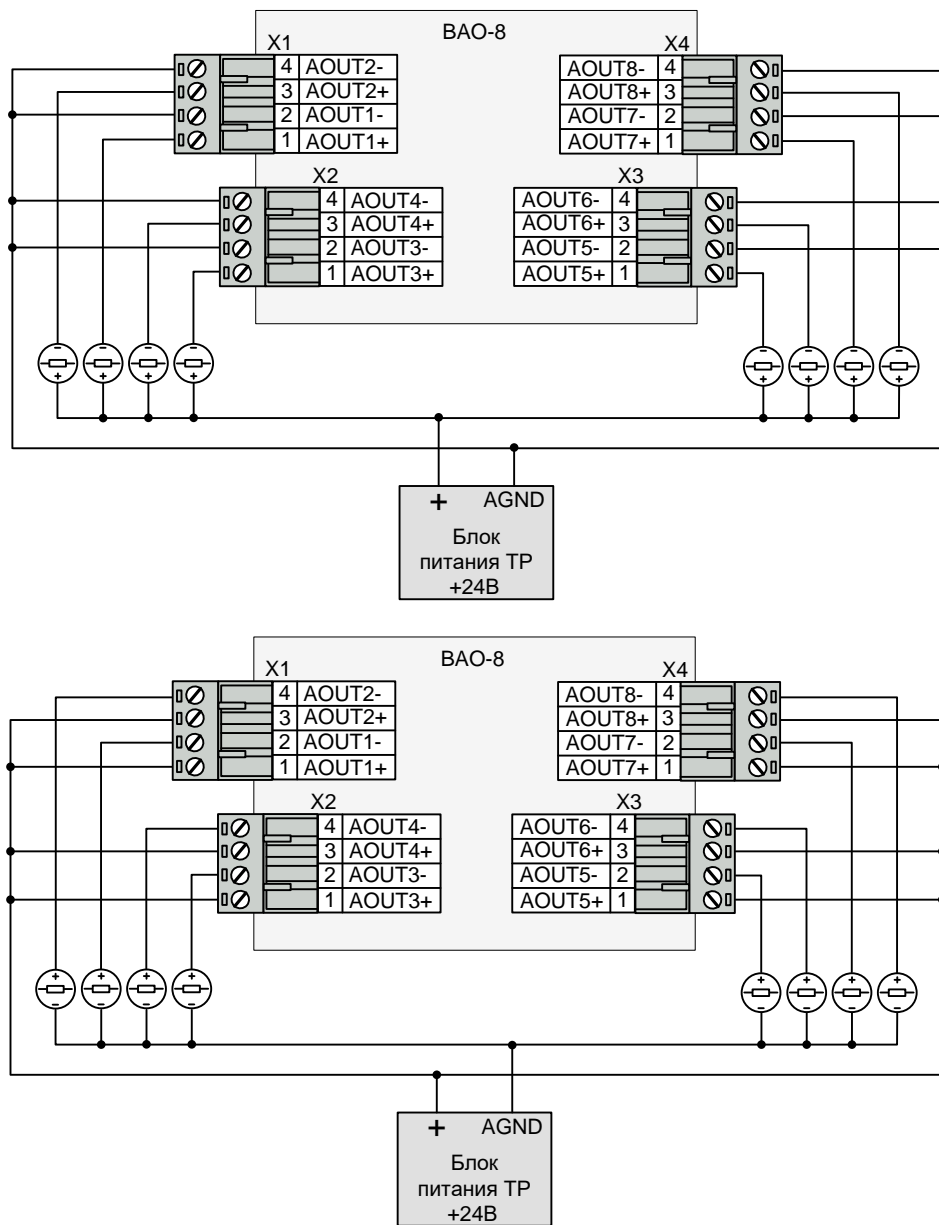 ВАО-8
X1
4 AOUT2-
3 AOUT2+
2 AOUT1-
1 AOUT1+
X2
4 AOUT4-
3 AOUT4+
2 AOUT3-
1 AOUT3+
X4
AOUT8- 4
AOUT8+ 3
AOUT7- 2
AOUT7+ 1
X3
AOUT6- 4
AOUT6+ 3
AOUT5- 2
AOUT5+ 1
- - - - - - - -
+ + + + + + + +
+ AGND
Блок
питания ТР
+24В
ВАО-8
X1
4 AOUT2-
3 AOUT2+
2 AOUT1-
1 AOUT1+
X2
4 AOUT4-
3 AOUT4+
2 AOUT3-
1 AOUT3+
X4
AOUT8- 4
AOUT8+ 3
AOUT7- 2
AOUT7+ 1
X3
AOUT6- 4
AOUT6+ 3
AOUT5- 2
AOUT5+ 1
+ + + + + + + +
- - - - - - - -
+ AGND
Блок
питания ТР
+24В